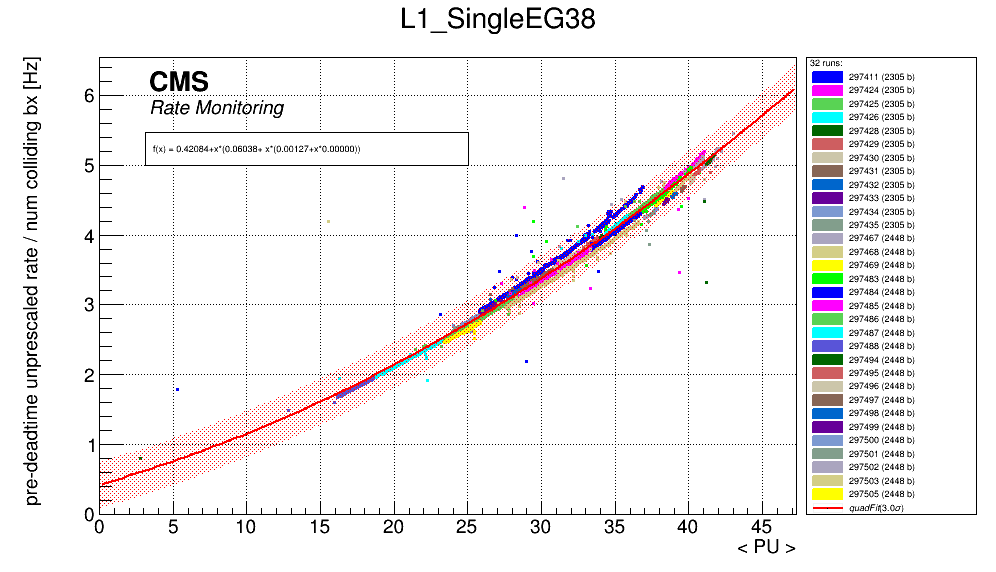 L1_SingleEG38
pre-deadtime unprescaled rate / num colliding bx [Hz]
CMS
Rate Monitoring
f(x) = 0.42084+x*(0.06038+ x*(0.00127+x*0.00000))
6
5
4
3
2
1
0
0 5 10 15 20 25 30 35 40 45
< PU >
32 runs:
297411 (2305 b)
297424 (2305 b)
297425 (2305 b)
297426 (2305 b)
297428 (2305 b)
297429 (2305 b)
297430 (2305 b)
297431 (2305 b)
297432 (2305 b)
297433 (2305 b)
297434 (2305 b)
297435 (2305 b)
297467 (2448 b)
297468 (2448 b)
297469 (2448 b)
297483 (2448 b)
297484 (2448 b)
297485 (2448 b)
297486 (2448 b)
297487 (2448 b)
297488 (2448 b)
297494 (2448 b)
297495 (2448 b)
297496 (2448 b)
297497 (2448 b)
297498 (2448 b)
297499 (2448 b)
297500 (2448 b)
297501 (2448 b)
297502 (2448 b)
297503 (2448 b)
297505 (2448 b)
quadFit(3.0σ)